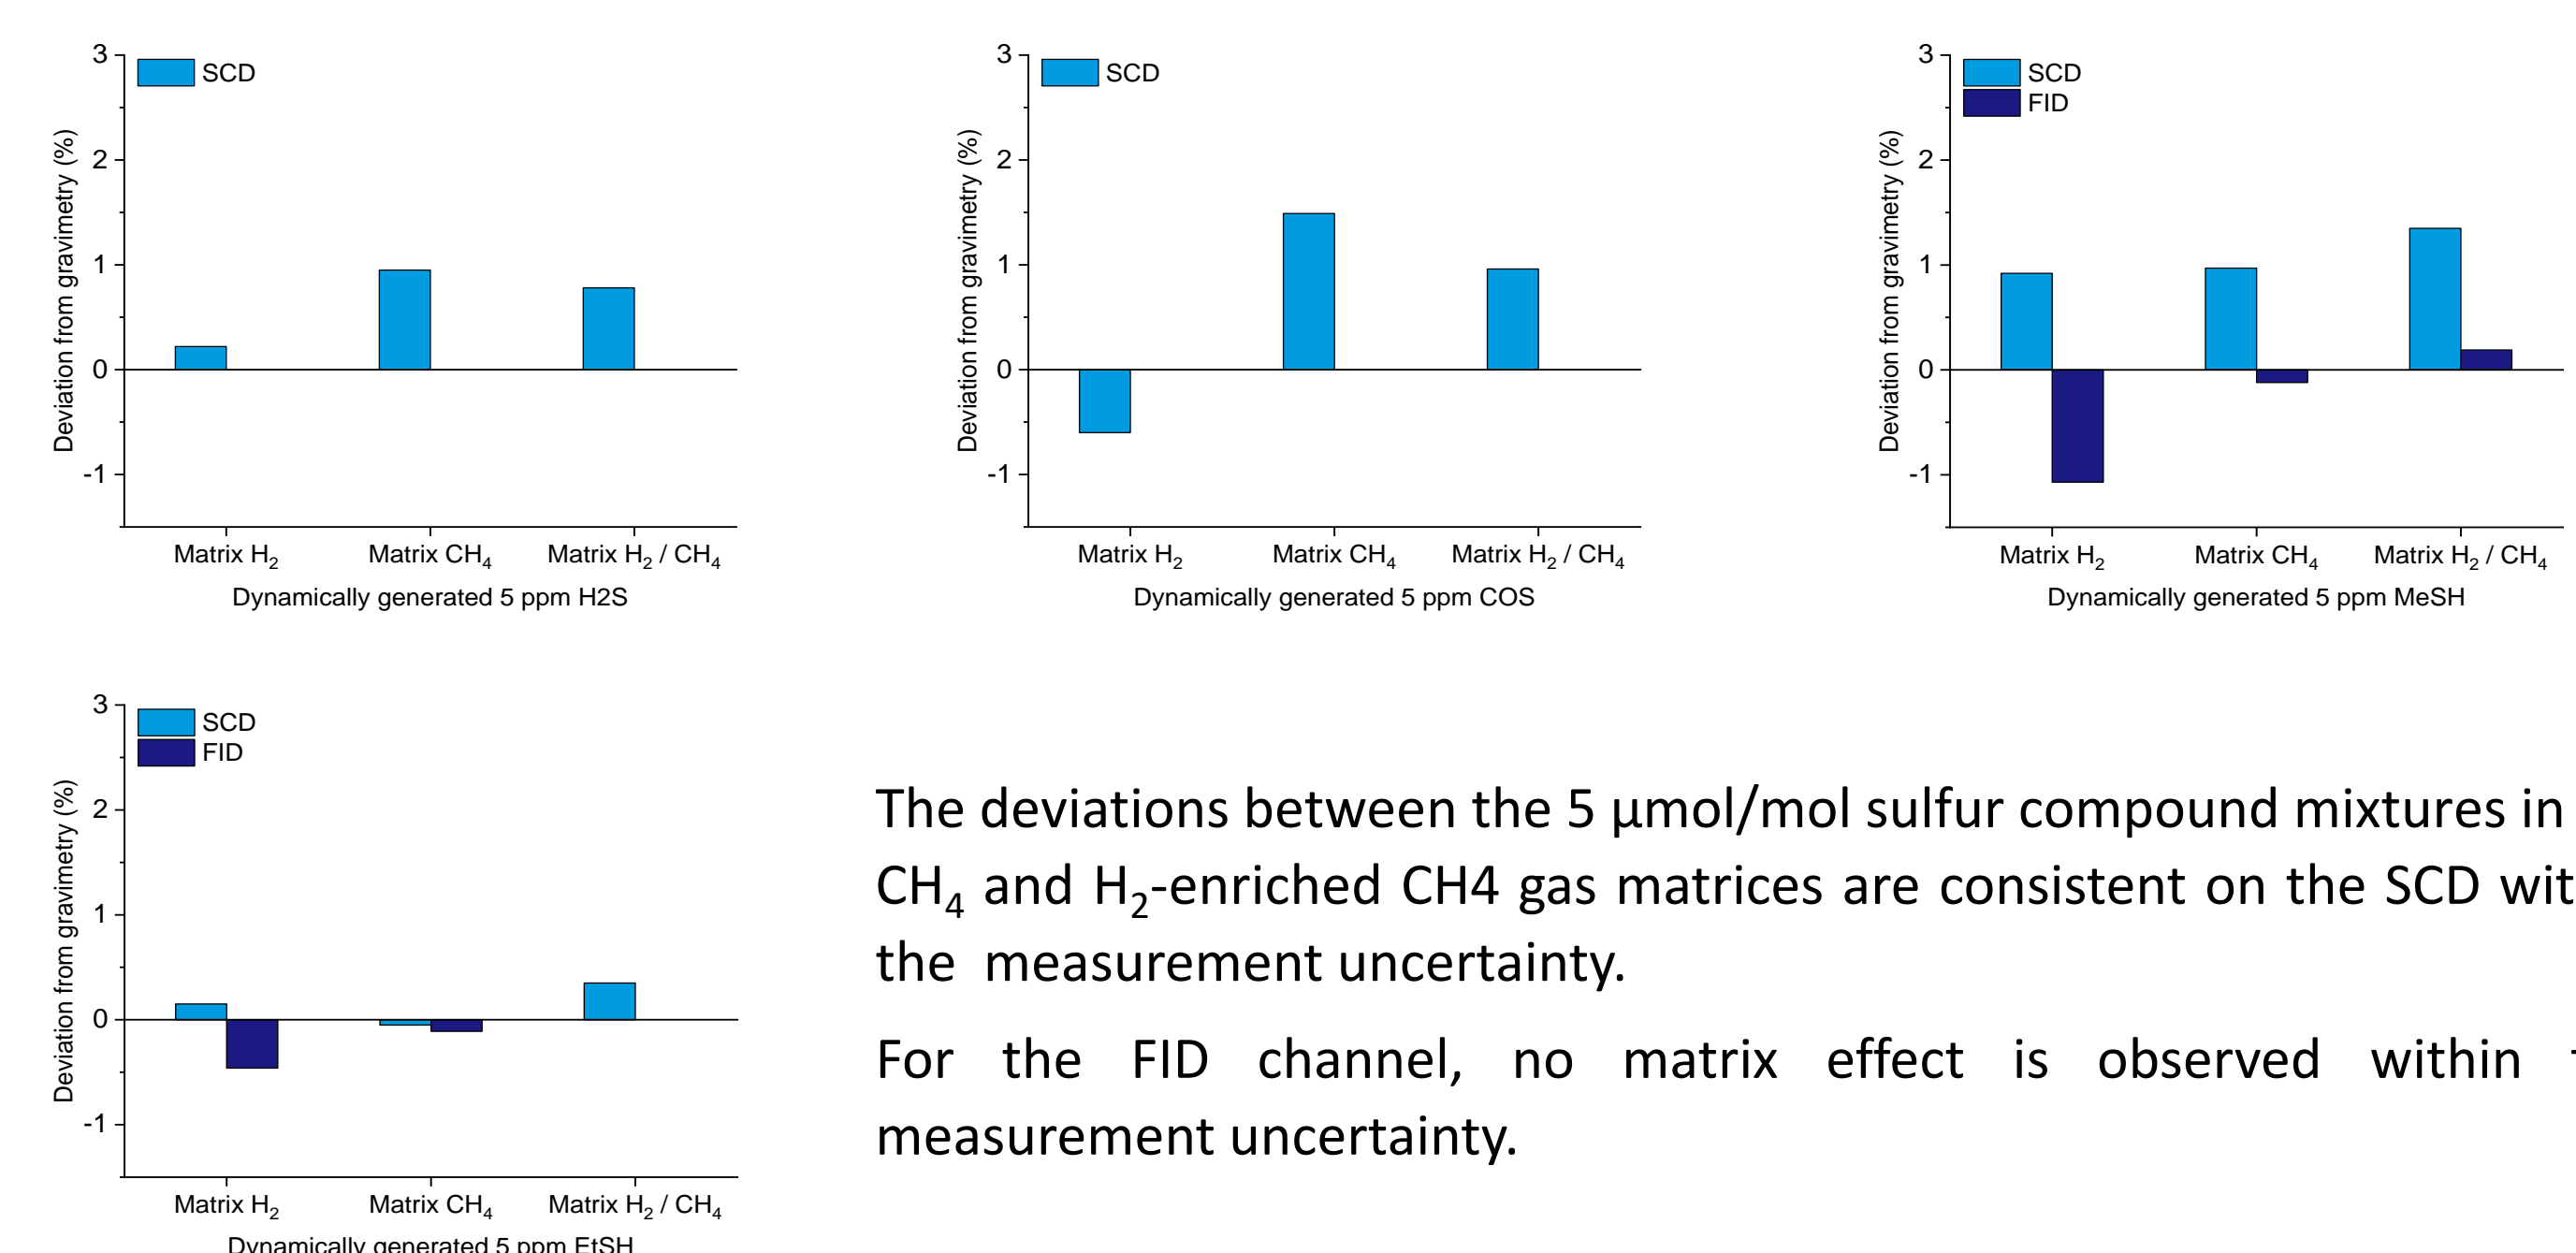 3
2
1
0
-1
Deviation from gravimetry (%)
SCD
Matrix H₂
Matrix CH₄
Matrix H₂ / CH₄
Dynamically generated 5 ppm H2S
3
2
1
0
-1
Deviation from gravimetry (%)
SCD
Matrix H₂
Matrix CH₄
Matrix H₂ / CH₄
Dynamically generated 5 ppm COS
3
2
1
0
-1
Deviation from gravimetry (%)
SCD
FID
Matrix H₂
Matrix CH₄
Matrix H₂ / CH₄
Dynamically generated 5 ppm MeSH
3
2
1
0
-1
Deviation from gravimetry (%)
SCD
FID
Matrix H₂
Matrix CH₄
Matrix H₂ / CH₄
Dynamically generated 5 ppm EtSH
The deviations between the 5 µmol/mol sulfur compound mixtures in
CH₄ and H₂-enriched CH4 gas matrices are consistent on the SCD
the measurement uncertainty.
For the FID channel, no matrix effect is observed within
measurement uncertainty.